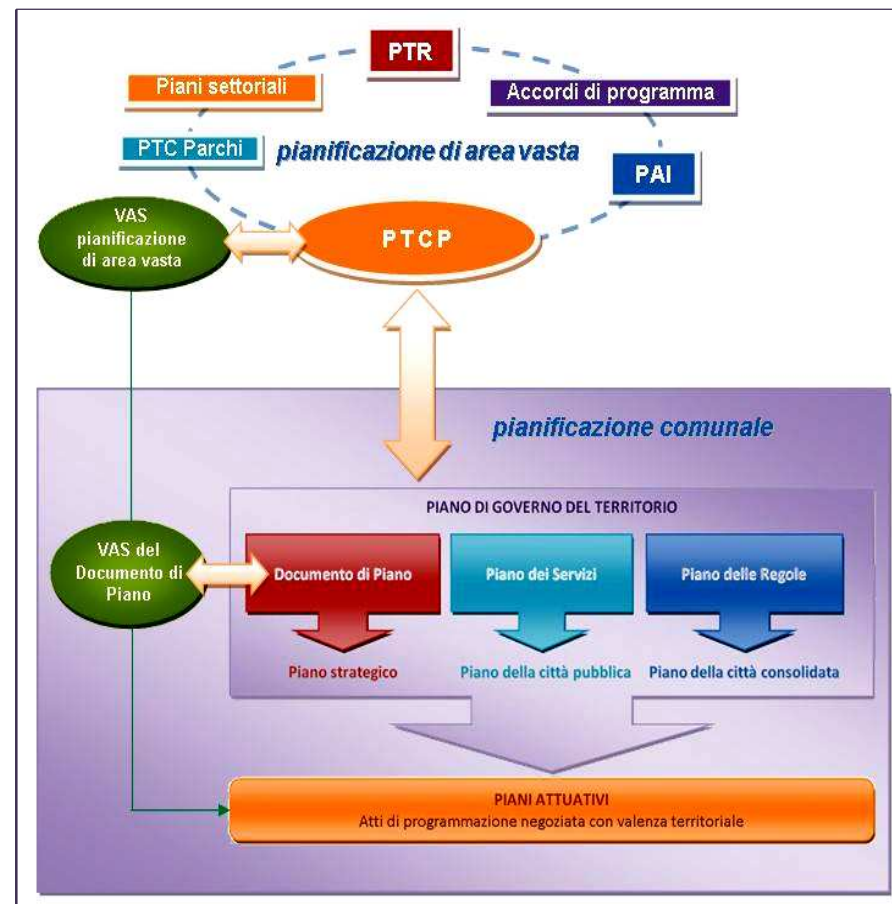 PTR
Piani settoriali
Accordi di programma
PTC Parchi
pianificazione di area vasta
PAI
VAS
pianificazione
di area vasta
PTCP
pianificazione comunale
PIANO DI GOVERNO DEL TERRITORIO
VAS del
Documento di
Piano
Documento di Piano
Piano dei Servizi
Piano delle Regole
Piano strategico
Piano della città pubblica
Piano della città consolidata
PIANI ATTUATIVI
Atti di programmazione negoziata con valenza territoriale